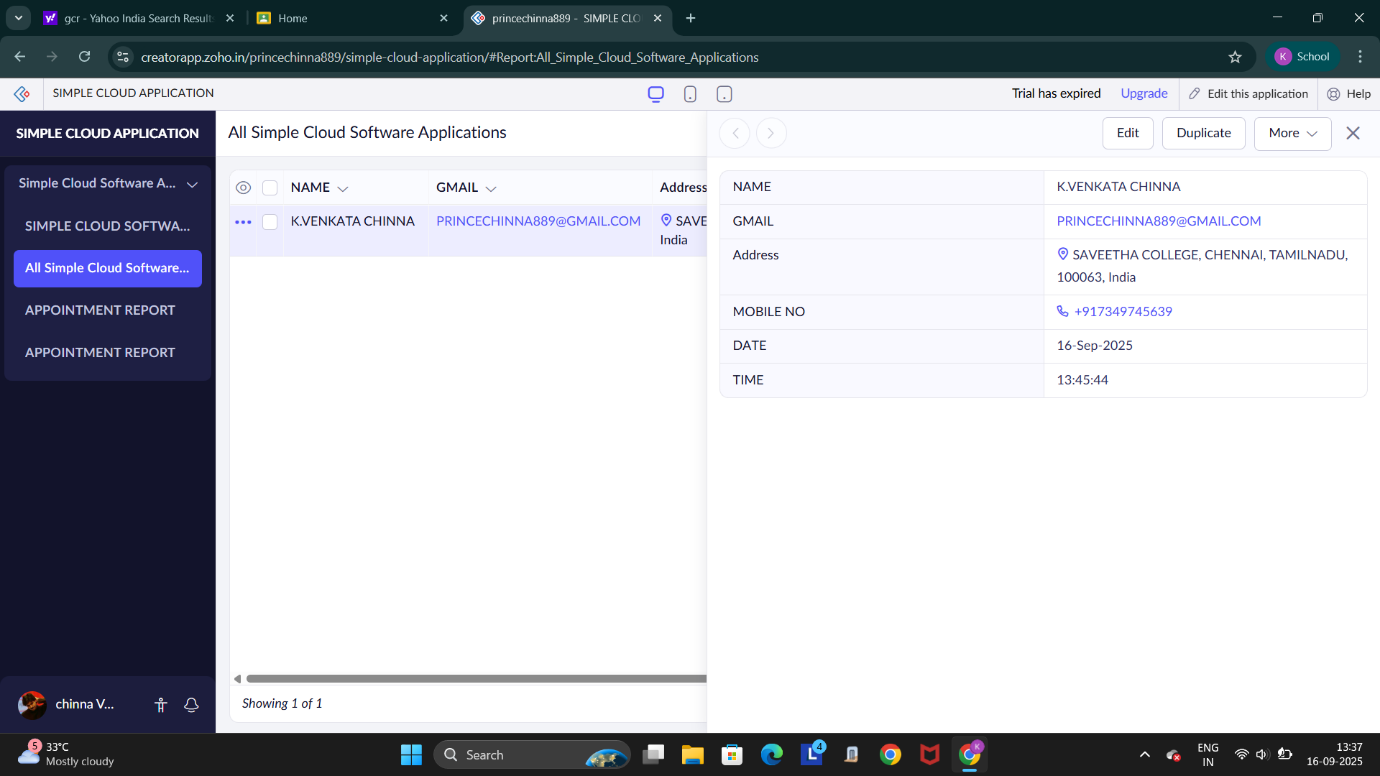 gcr - Yahoo India Search Result
Home
princechinna889 - SIMPLE CLO
creatorapp.zoho.in/princechinna889/simple-cloud-application/#Report:All_Simple_Cloud_Software_Applications
K School
SIMPLE CLOUD APPLICATION
Trial has expired
Upgrade
Edit this application
Help
SIMPLE CLOUD APPLICATION
Simple Cloud Software A...
SIMPLE CLOUD SOFTWA...
All Simple Cloud Software...
APPOINTMENT REPORT
APPOINTMENT REPORT
chinna V...
All Simple Cloud Software Applications
NAME GMAIL Address
K.VENKATA CHINNA PRINCECHINNA889@GMAIL.COM SAVE
India
Showing 1 of 1
Edit Duplicate More
NAME K.VENKATA CHINNA
GMAIL PRINCECHINNA889@GMAIL.COM
Address SAVEETHA COLLEGE, CHENNAI, TAMILNADU,
100063, India
MOBILE NO +917349745639
DATE 16-Sep-2025
TIME 13:45:44
5 33°C
Mostly cloudy
Search
L 4
K
ENG
IN
13:37
16-09-2025